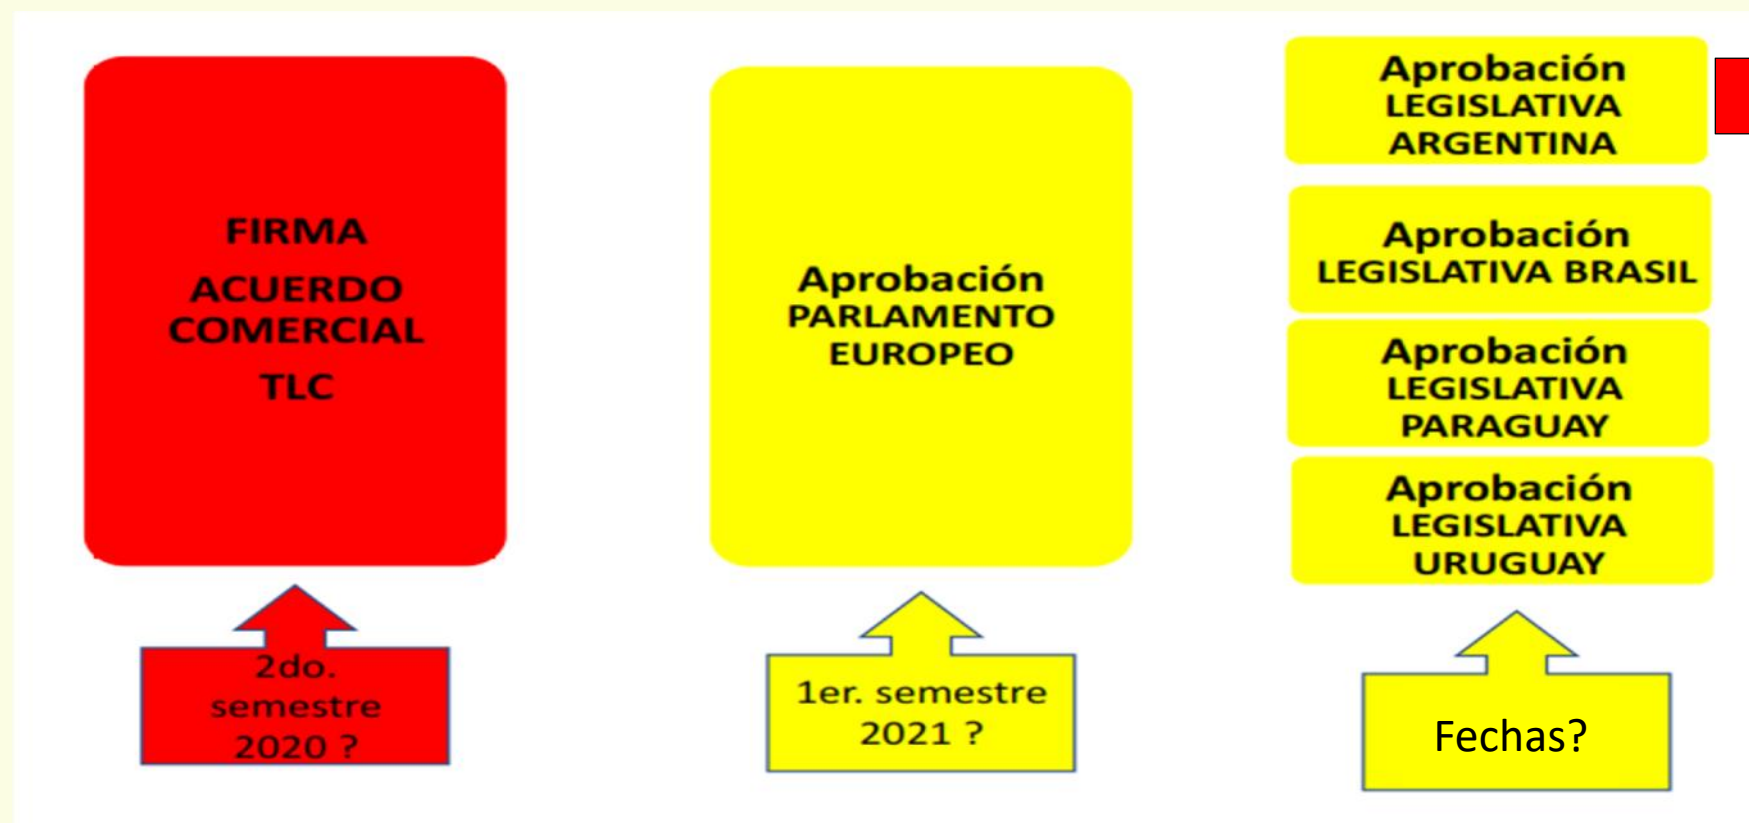 FIRMA
ACUERDO
COMERCIAL
TLC
2do.
semestre
2020 ?
Aprobación
PARLAMENTO
EUROPEO
1er. semestre
2021 ?
Aprobación
LEGISLATIVA
ARGENTINA
Aprobación
LEGISLATIVA BRASIL
Aprobación
LEGISLATIVA
PARAGUAY
Aprobación
LEGISLATIVA
URUGUAY
Fechas?